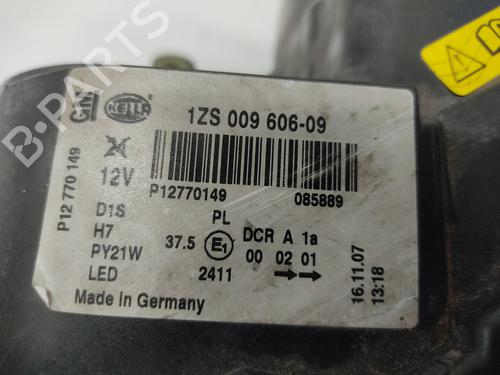 B-PARTS
GM
HELLA
1ZS 009 606-09
12V
P12770149
085889
P12 770 149
D1S
H7
PY21W
LED
PL
37.5 E1 DCR A 1a
00 02 01
2411
Made in Germany
16.11.07
13:18